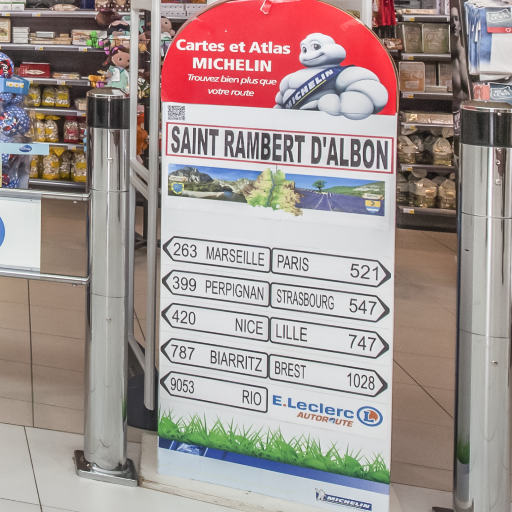 Cartes et Atlas
MICHELIN
Trouvez bien plus que
votre route
MICHELIN
SAINT RAMBERT D'ALBON
263 MARSEILLE
PARIS 521
399 PERPIGNAN
STRASBOURG 547
420 NICE
LILLE 747
787 BIARRITZ
BREST 1028
9053 RIO
E.Leclerc L
AUTOROUTE
MICHELIN